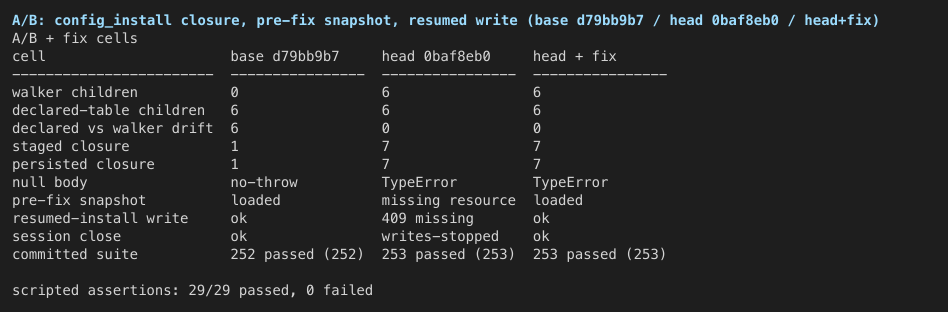 A/B: config_install closure, pre-fix snapshot, resumed write (base d79bb9b7 / head 0baf8eb0 / head+fix)
A/B + fix cells
cell                      base d79bb9b7     head 0baf8eb0     head + fix
------------------------  ----------------  ----------------  ----------------
walker children           0                 6                 6
declared-table children   6                 6                 6
declared vs walker drift  6                 0                 0
staged closure            1                 7                 7
persisted closure         1                 7                 7
null body                 no-throw          TypeError         TypeError
pre-fix snapshot          loaded            missing resource  loaded
resumed-install write     ok                409 missing       ok
session close             ok                writes-stopped    ok
committed suite           252 passed (252)  253 passed (253)  253 passed (253)

scripted assertions: 29/29 passed, 0 failed